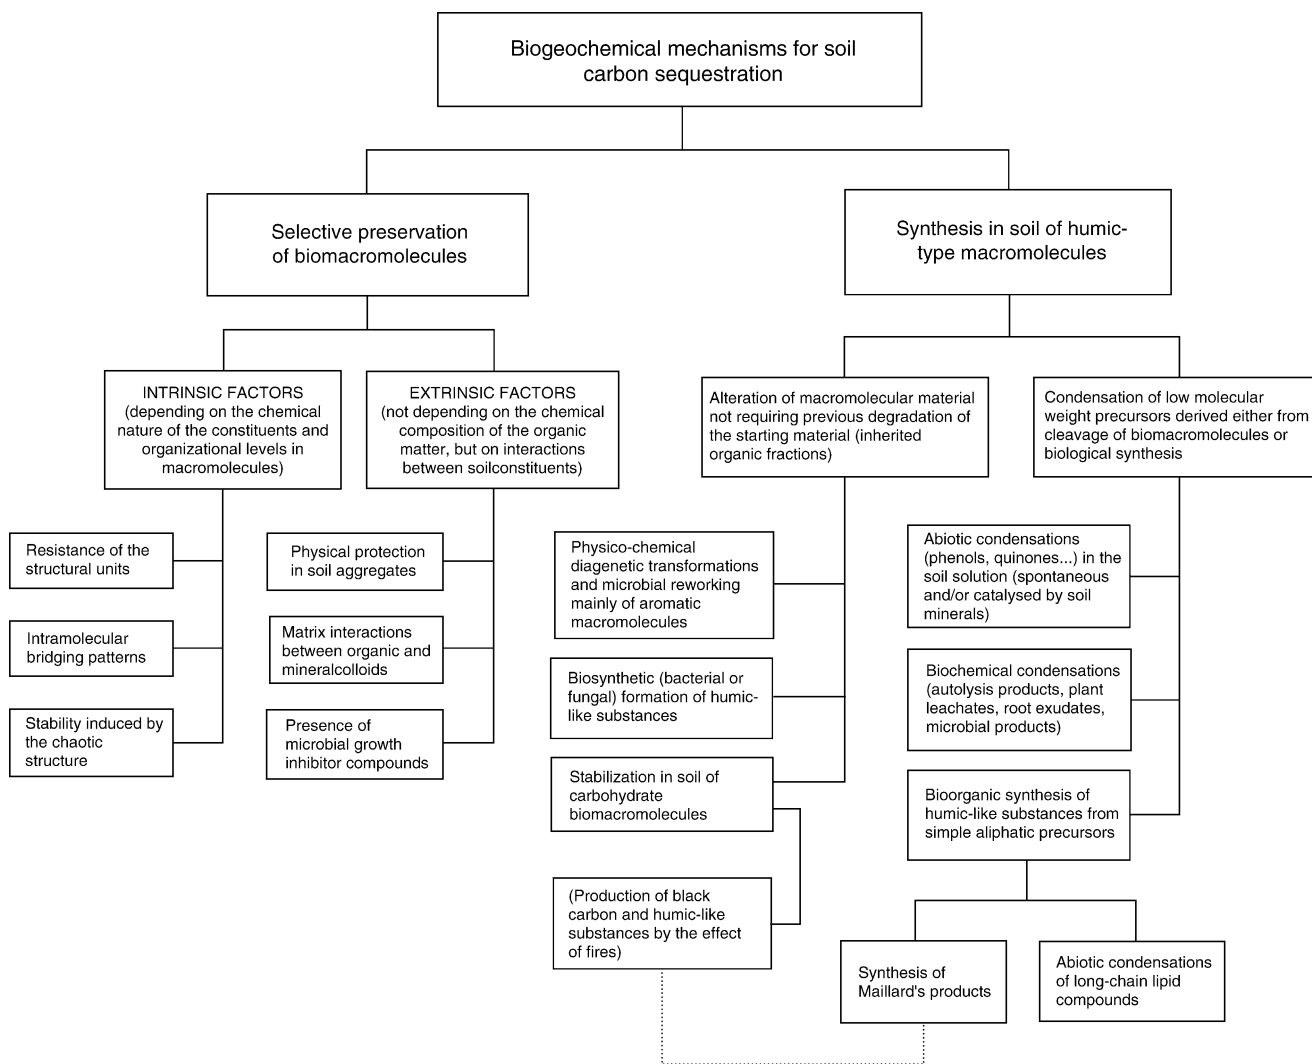 Biogeochemical mechanisms for soil
carbon sequestration
Selective preservation
of biomacromolecules
Synthesis in soil of humic-
type macromolecules
INTRINSIC FACTORS
(depending on the chemical
nature of the constituents and
organizational levels in
macromolecules)
EXTRINSIC FACTORS
(not depending on the chemical
composition of the organic
matter, but on interactions
between soilconstituents)
Alteration of macromolecular material
not requiring previous degradation of
the starting material (inherited
organic fractions)
Condensation of low molecular
weight precursors derived either from
cleavage of biomacromolecules or
biological synthesis
Resistance of the
structural units
Intramolecular
bridging patterns
Stability induced by
the chaotic
structure
Physical protection
in soil aggregates
Matrix interactions
between organic and
mineralcolloids
Presence of
microbial growth
inhibitor compounds
Physico-chemical
diagenetic transformations
and microbial reworking
mainly of aromatic
macromolecules
Biosynthetic (bacterial or
fungal) formation of humic-
like substances
Stabilization in soil of
carbohydrate
biomacromolecules
(Production of black
carbon and humic-like
substances by the effect
of fires)
Abiotic condensations
(phenols, quinones...) in the
soil solution (spontaneous
and/or catalysed by soil
minerals)
Biochemical condensations
(autolysis products, plant
leachates, root exudates,
microbial products)
Bioorganic synthesis of
humic-like substances from
simple aliphatic precursors
Synthesis of
Maillard's products
Abiotic condensations
of long-chain lipid
compounds